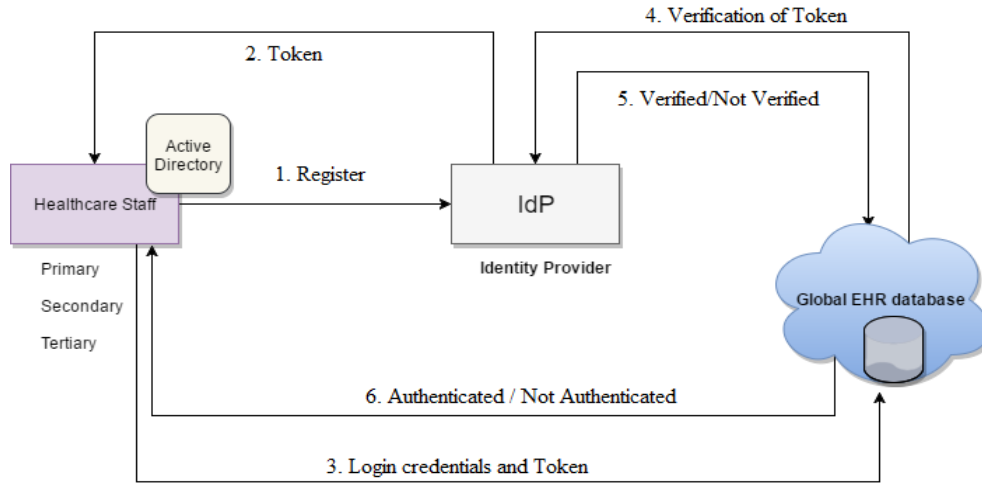 4. Verification of Token
2. Token
5. Verified/Not Verified
Active
Directory
1. Register
Healthcare Staff
IdP
Identity Provider
Primary
Secondary
Tertiary
Global EHR database
6. Authenticated / Not Authenticated
3. Login credentials and Token